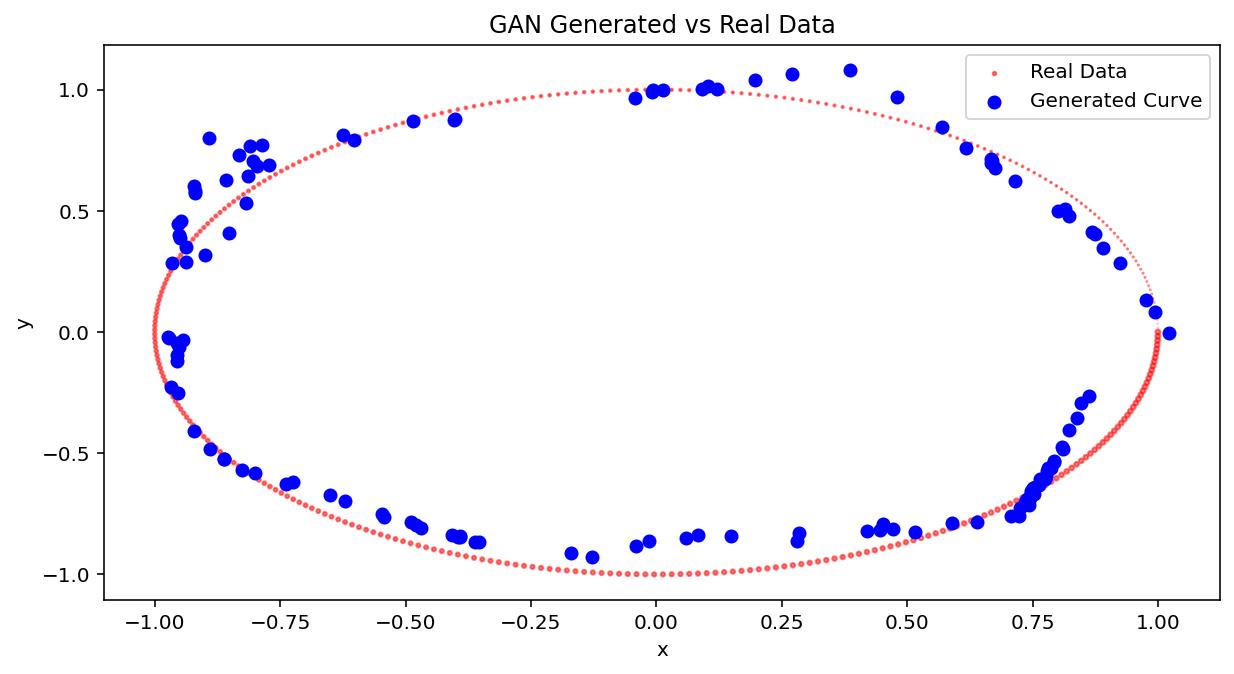 GAN Generated vs Real Data
Real Data
Generated Curve
1.0
0.5
0.0
−0.5
−1.0
y
−1.00 −0.75 −0.50 −0.25 0.00 0.25 0.50 0.75 1.00
x